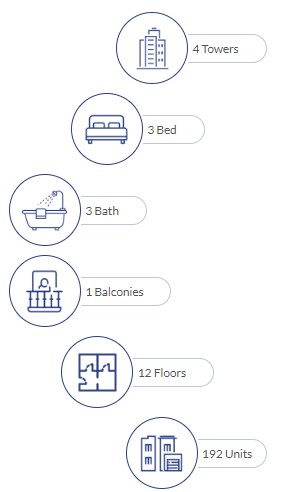 4 Towers
3 Bed
3 Bath
1 Balconies
12 Floors
192 Units